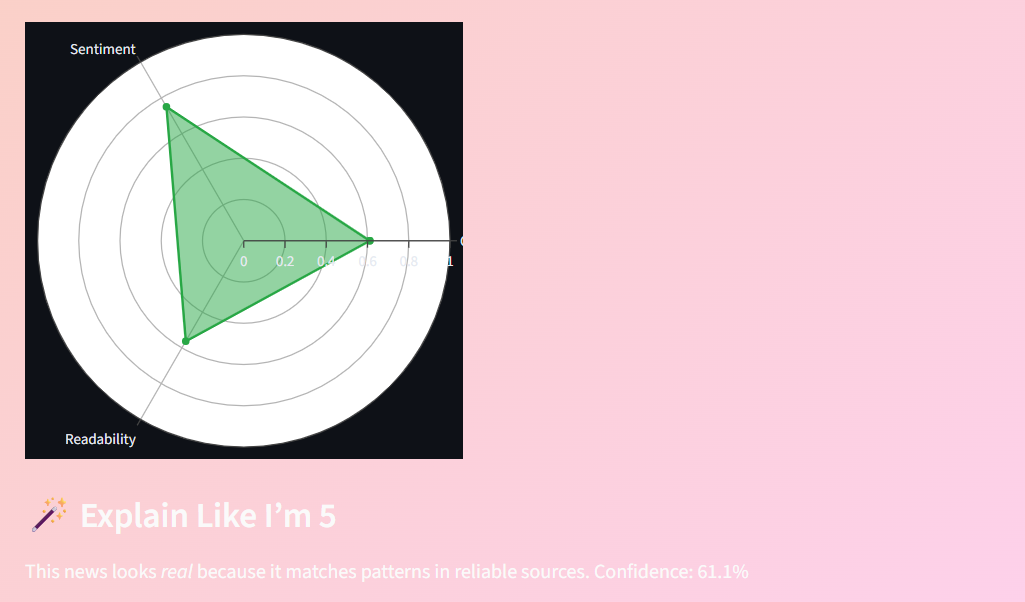 Sentiment
0 0.2 0.4 0.6 0.8 1
Readability
Explain Like I’m 5
This news looks real because it matches patterns in reliable sources. Confidence: 61.1%